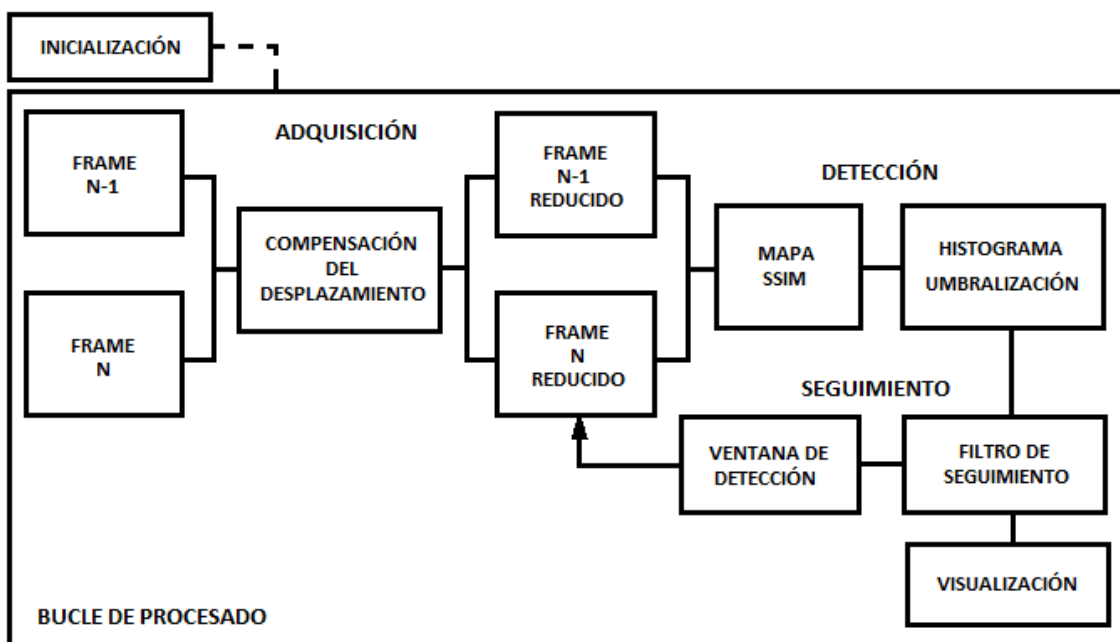 INICIALIZACIÓN
ADQUISICIÓN
FRAME
N-1
FRAME
N
COMPENSACIÓN
DEL
DESPLAZAMIENTO
FRAME
N-1
REDUCIDO
FRAME
N
REDUCIDO
DETECCIÓN
MAPA
SSIM
HISTOGRAMA
UMBRALIZACIÓN
SEGUIMIENTO
VENTANA DE
DETECCIÓN
FILTRO DE
SEGUIMIENTO
VISUALIZACIÓN
BUCLE DE PROCESADO